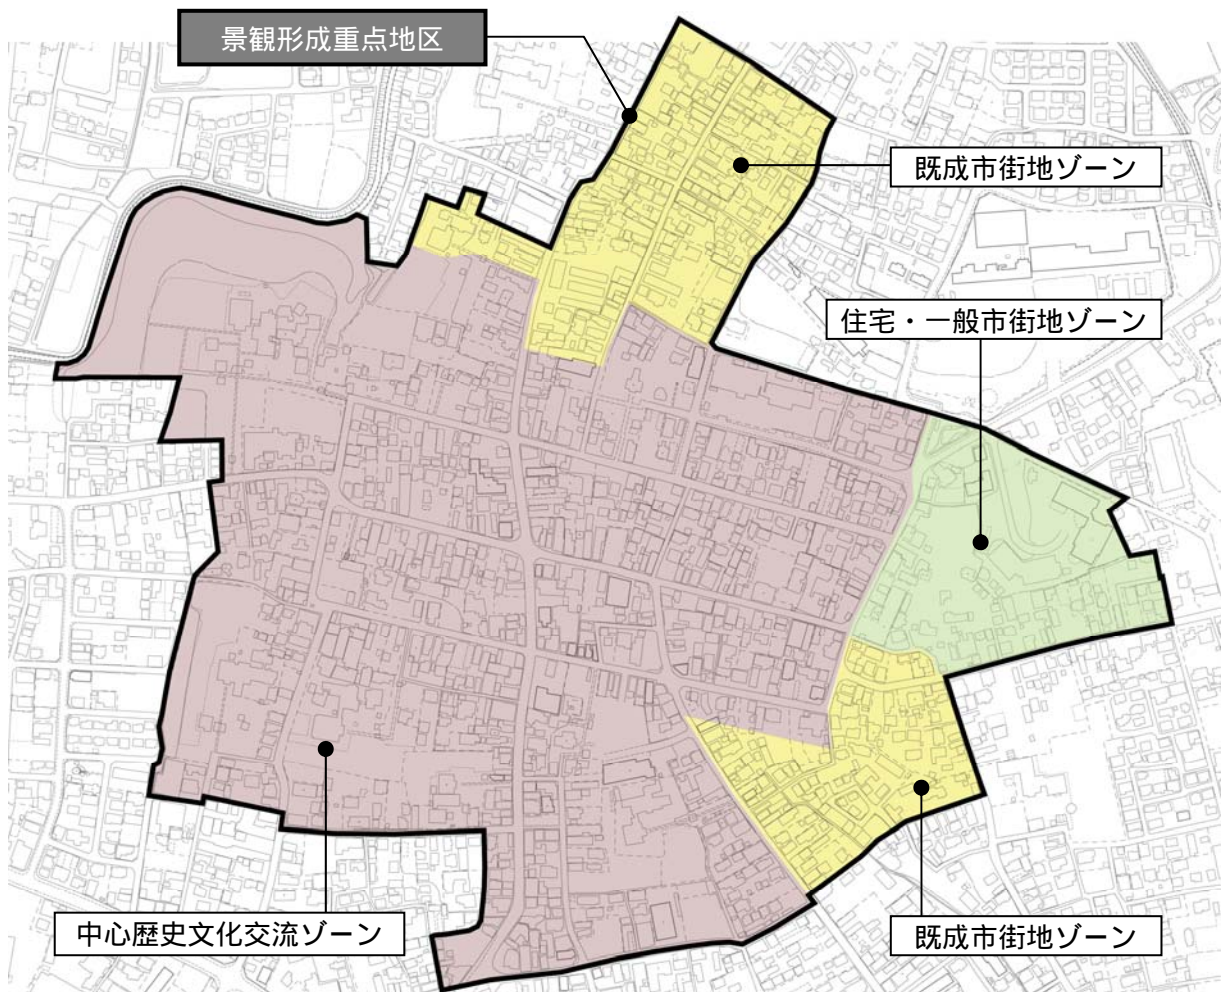 景観形成重点地区
既成市街地ゾーン
住宅・一般市街地ゾーン
中心歴史文化交流ゾーン
既成市街地ゾーン